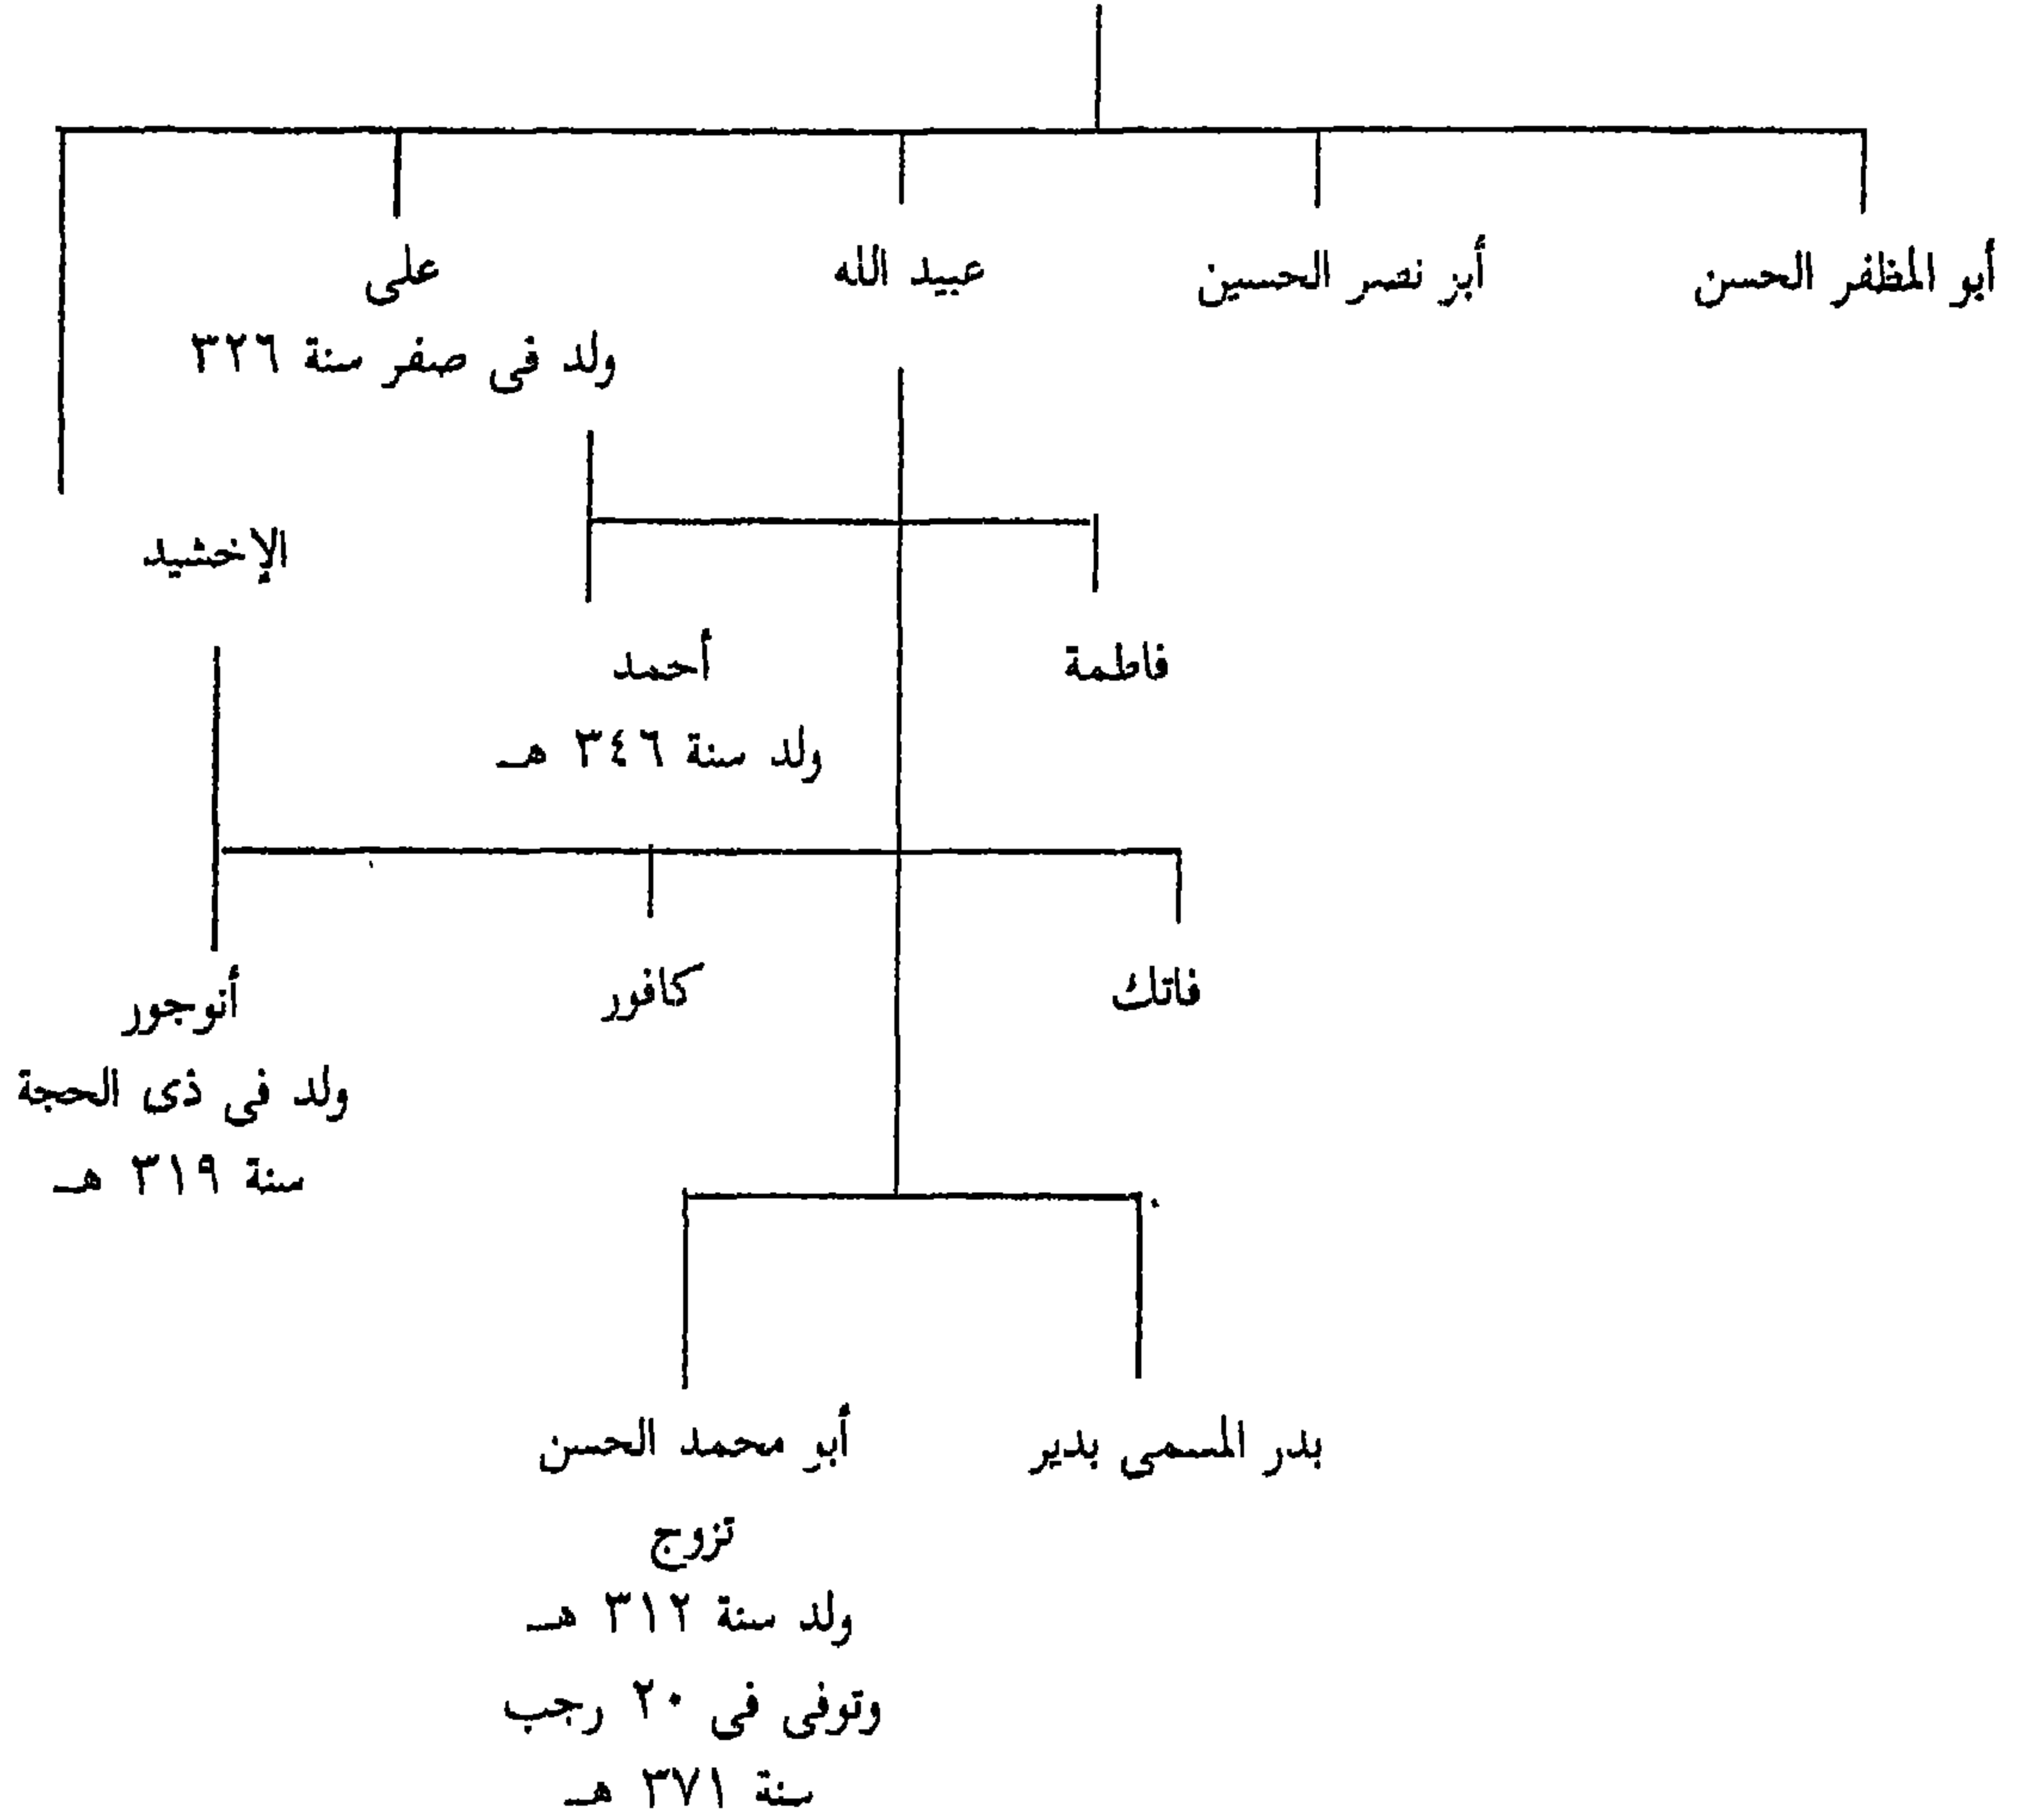 أبو المظفر الحسن
أبو نصر الحسين
عبيد الله
على
ولد فى صفر سنة ٣٢٦
الإخشيد
فاطمة
أحمد
ولد سنة ٣٤٦ هـ
فاتك
كافور
أنوجور
ولد فى ذى الحجة
سنة ٣١٩ هـ
بدر المسمى بدير
أبو محمد الحسن
تزوج
ولد سنة ٣١٢ هـ
وتوفى فى ٢٠ رجب
سنة ٣٧١ هـ